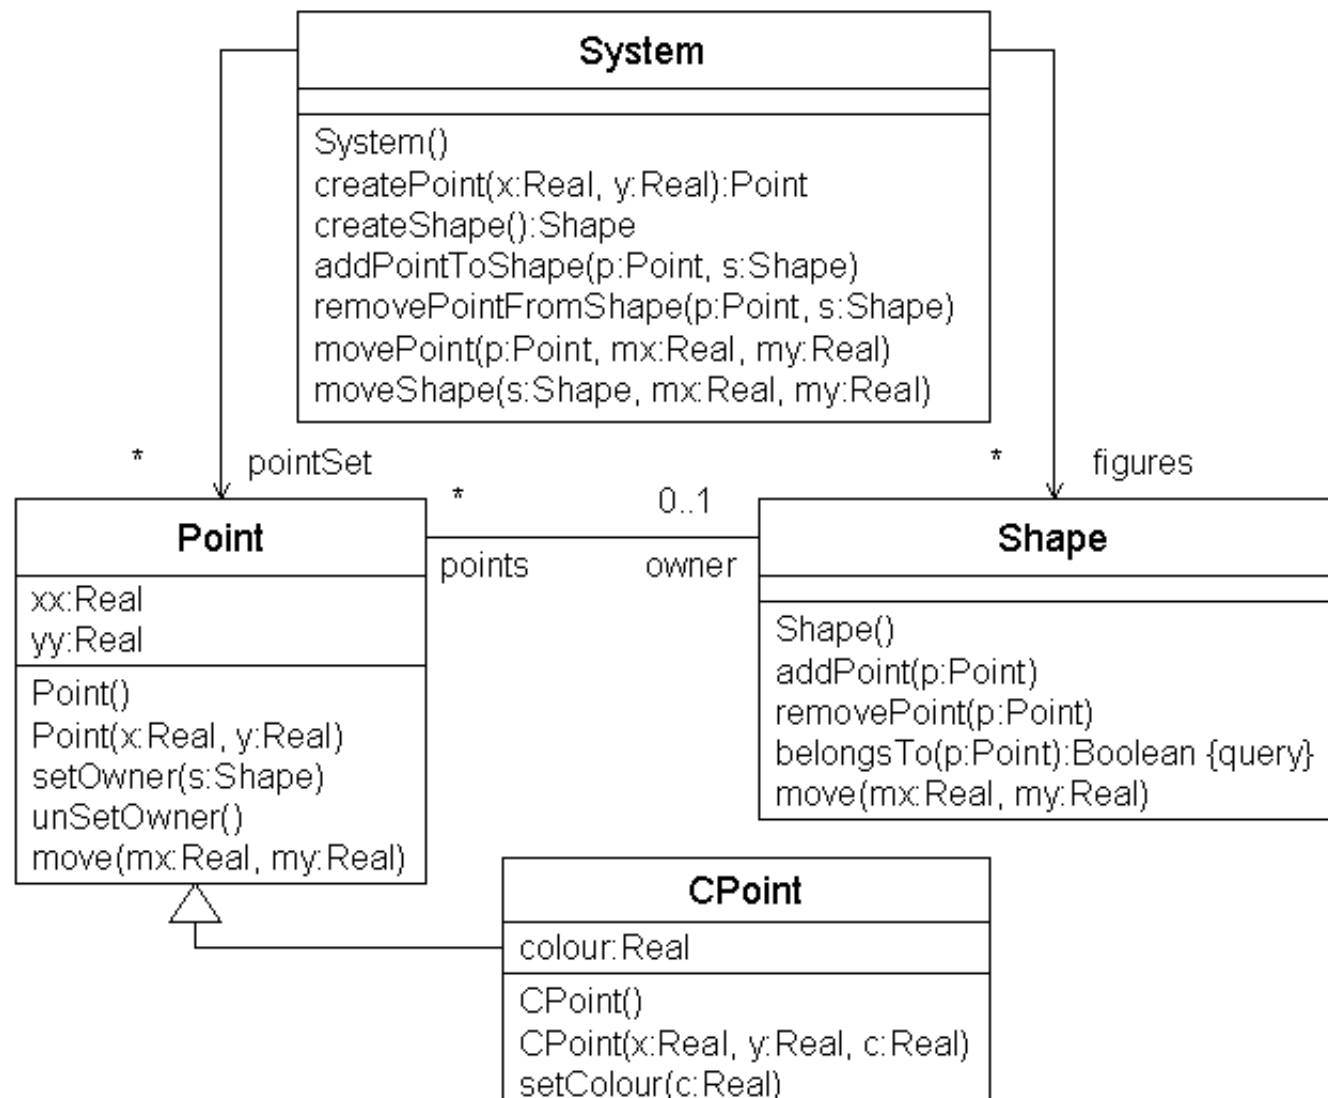 System
System()
createPoint(x:Real, y:Real):Point
createShape():Shape
addPointToShape(p:Point, s:Shape)
removePointFromShape(p:Point, s:Shape)
movePoint(p:Point, mx:Real, my:Real)
moveShape(s:Shape, mx:Real, my:Real)
* pointSet
* figures
* 0..1
points owner
Point
xx:Real
yy:Real
Point()
Point(x:Real, y:Real)
setOwner(s:Shape)
unSetOwner()
move(mx:Real, my:Real)
Shape
Shape()
addPoint(p:Point)
removePoint(p:Point)
belongsTo(p:Point):Boolean {query}
move(mx:Real, my:Real)
CPoint
colour:Real
CPoint()
CPoint(x:Real, y:Real, c:Real)
setColour(c:Real)